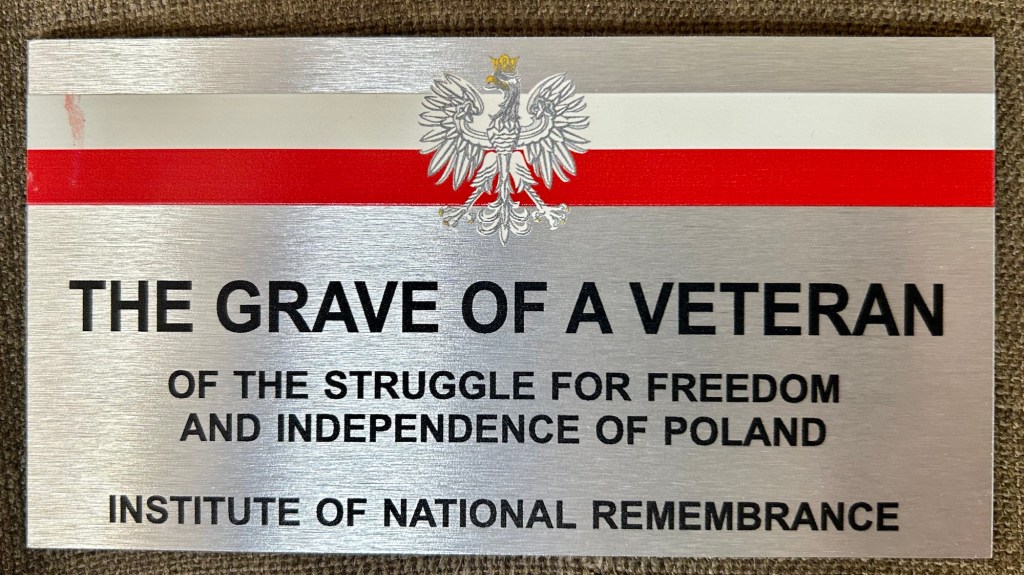 THE GRAVE OF A VETERAN
OF THE STRUGGLE FOR FREEDOM
AND INDEPENDENCE OF POLAND
INSTITUTE OF NATIONAL REMEMBRANCE